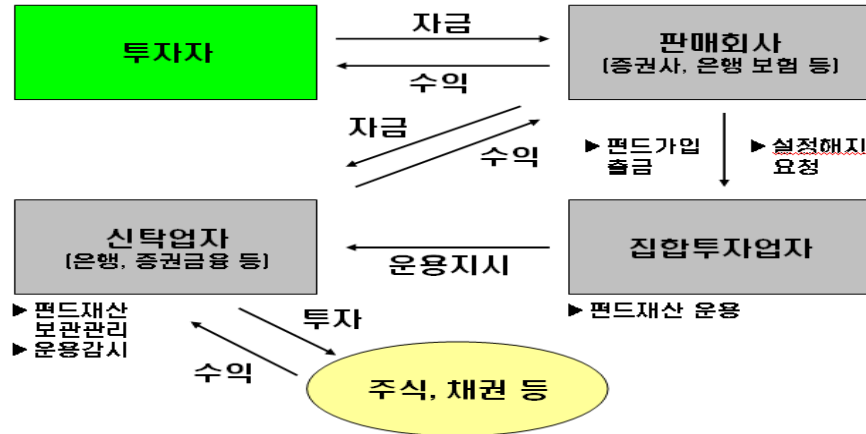 투자자
자금
수익
판매회사
(증권사, 은행 보험 등)
자금
수익
▶ 펀드가입
출금
▶ 설정해지
요청
신탁업자
(은행, 증권금융 등)
운용지시
집합투자업자
▶ 펀드재산
보관관리
▶ 운용감시
투자
수익
▶ 펀드재산 운용
주식, 채권 등